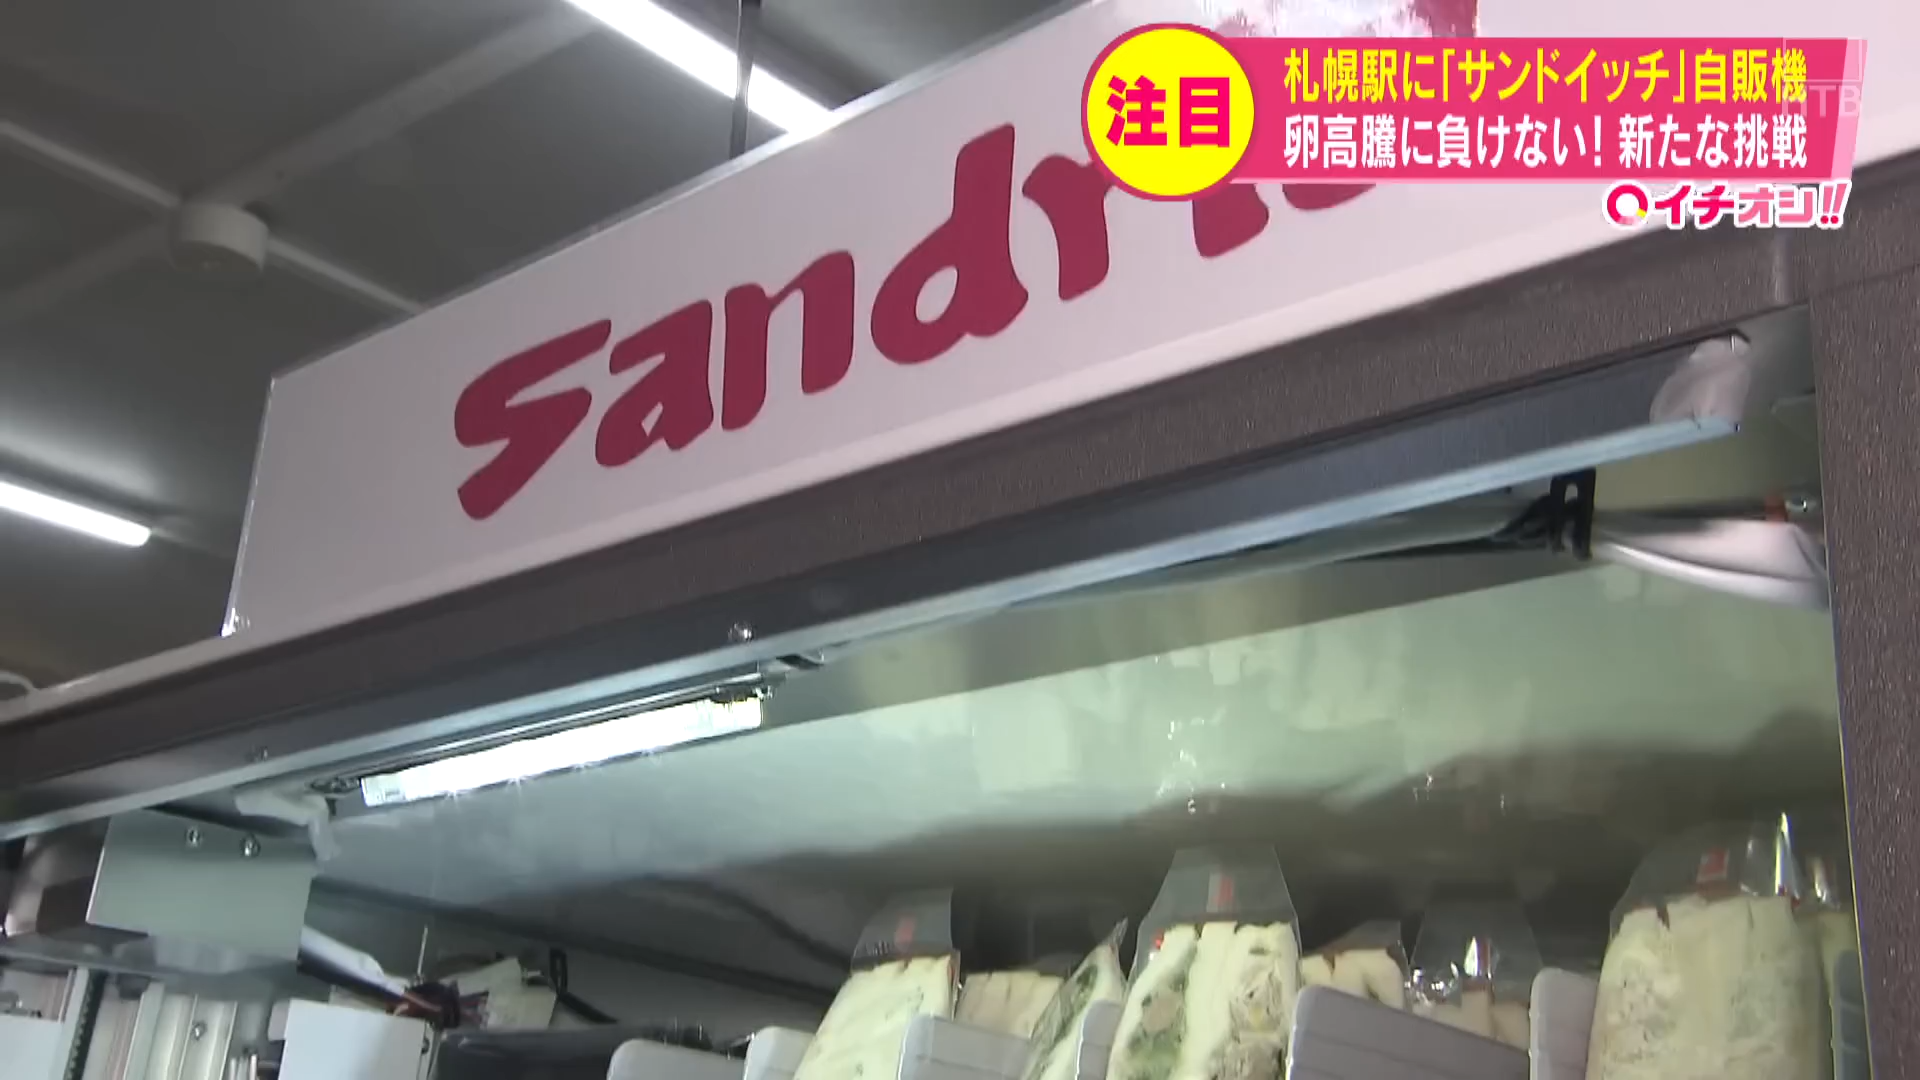 注目
札幌駅に「サンドイッチ」自販機
卵高騰に負けない！新たな挑戦
HTB
イチオシ!!
Sandr